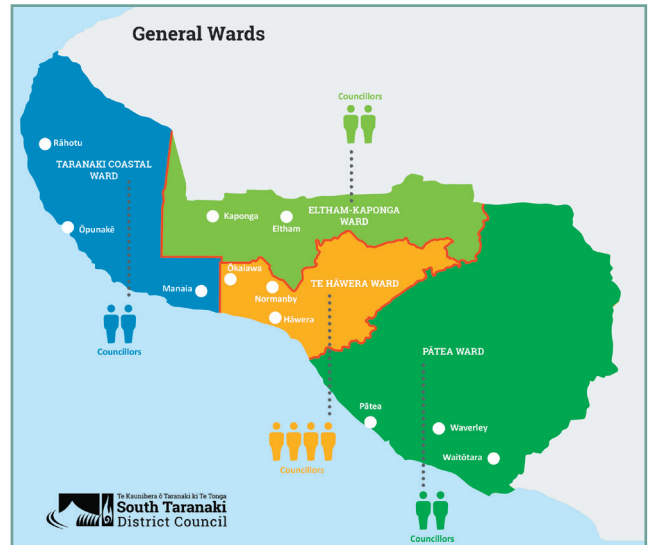 General Wards
Councillors
Rāhotu
TARANAKI COASTAL
WARD
Kaponga
Eltham
ELTHAM-KAPONGA
WARD
Ōpunakē
Ōkaiawa
TE HĀWERA WARD
Manaia
Normanby
Hāwera
Councillors
PĀTEA WARD
Pātea
Waverley
Waitōtara
Councillors
Te Kaunihera ō Taranaki ki Te Tonga
South Taranaki
District Council
Councillors